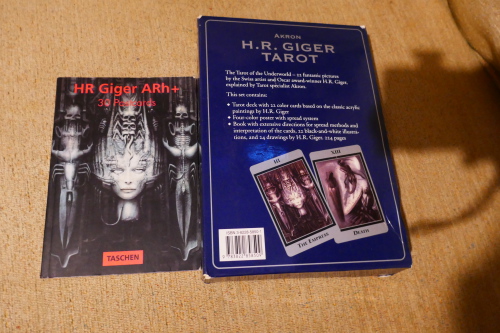 HR Giger ARh+
30 Postcards
TASCHEN
AKRON
H.R. GIGER
TAROT
The Tarot of the Underworld – 22 fantastic pictures
by the Swiss artist and Oscar award-winner H.R. Giger,
explained by Tarot specialist Akron.
This set contains:
• Tarot deck with 22 color cards based on the classic acrylic
paintings by H.R. Giger
• Four-color poster with spread system
• Book with extensive directions for spread methods and
interpretation of the cards, 22 black-and-white illustra-
tions, and 24 drawings by H.R. Giger. 224 pages
III
THE EMPRESS
XIII
DEATH